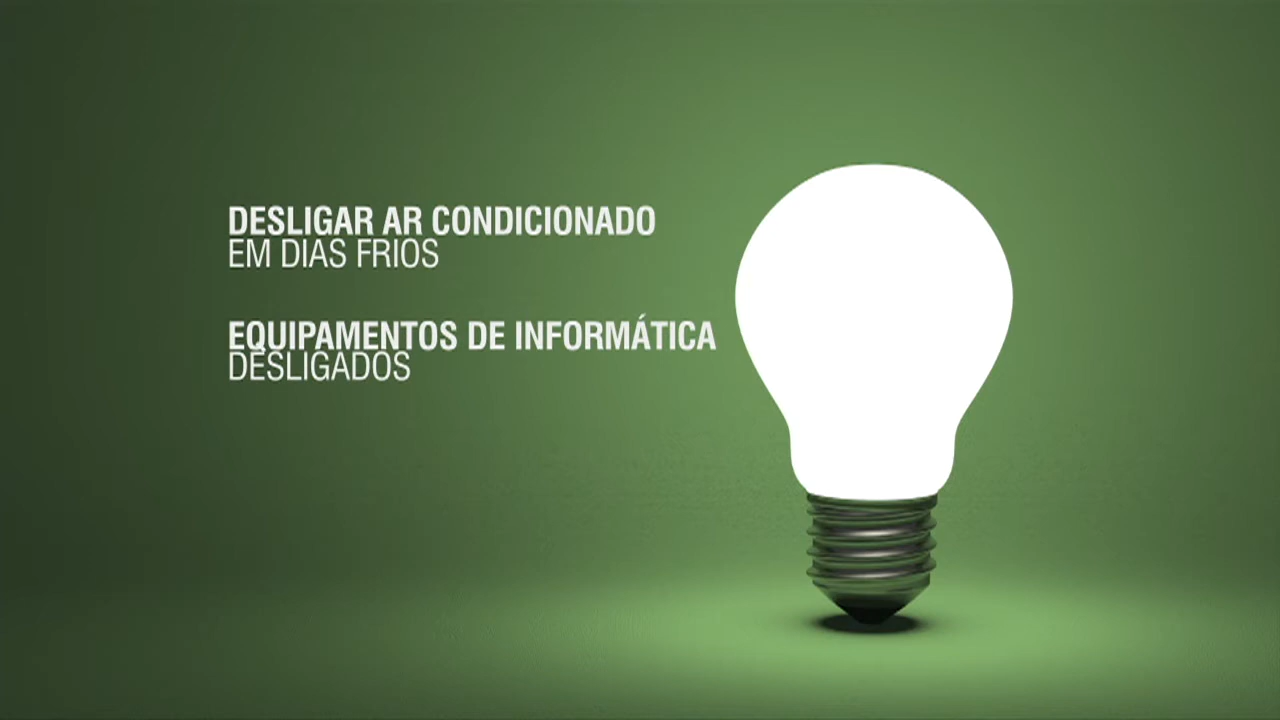 DESLIGAR AR CONDICIONADO
EM DIAS FRIOS
EQUIPAMENTOS DE INFORMÁTICA
DESLIGADOS